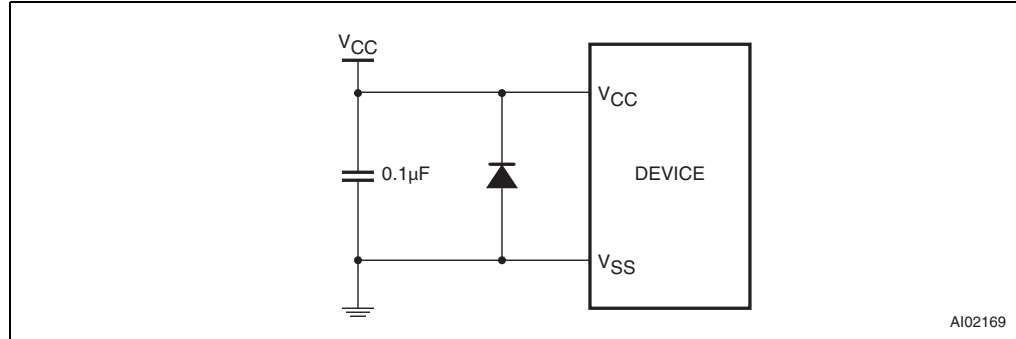 VCC
VCC
0.1µF
DEVICE
VSS
AI02169